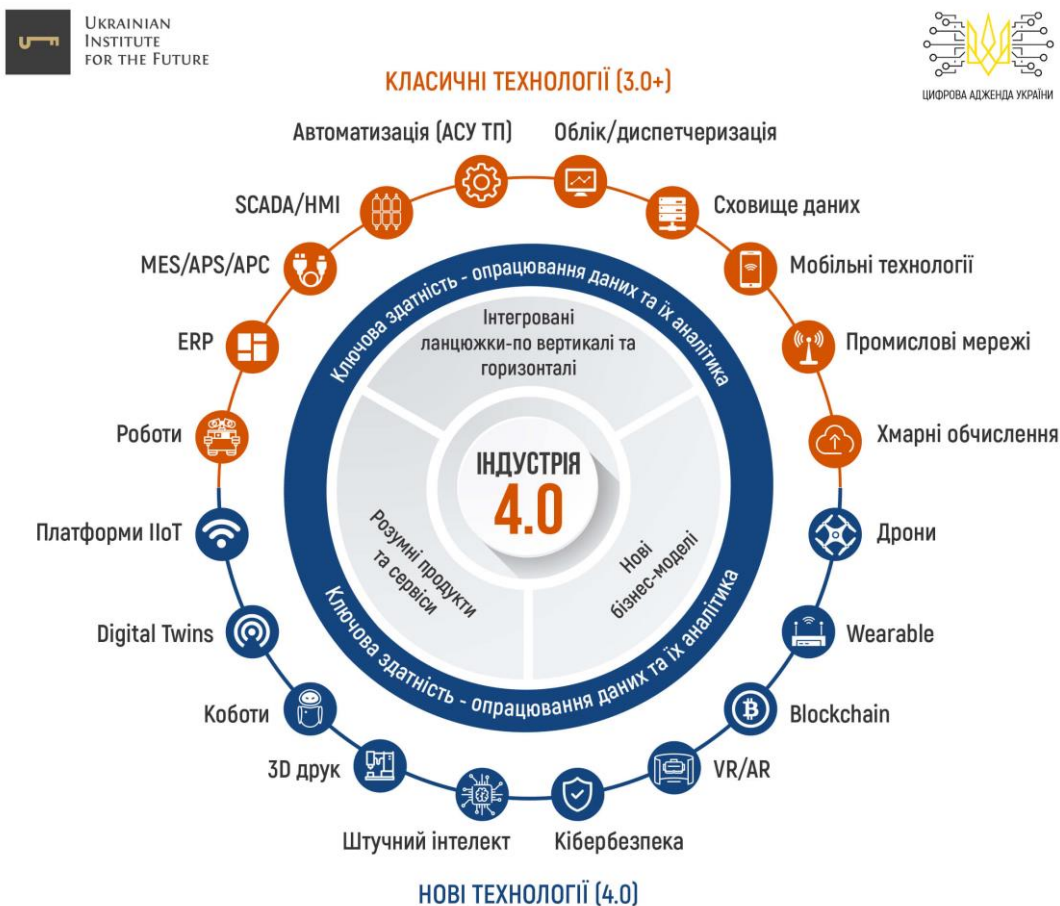 UKRAINIAN
INSTITUTE
FOR THE FUTURE
ЦИФРОВА АДЖЕНДА УКРАЇНИ
КЛАСИЧНІ ТЕХНОЛОГІЇ (3.0+)
Автоматизація (АСУ ТП)
Облік/диспетчеризація
SCADA/HMI
Сховище даних
MES/APS/APC
Мобільні технології
ERP
Промислові мережі
Роботи
Хмарні обчислення
Ключова здатність - опрацювання даних та їх аналітика
Інтегровані
ланцюжки-по вертикалі та
горизонталі
ІНДУСТРІЯ
4.0
Розумні продукти
та сервіси
Нові
бізнес-моделі
Ключова здатність - опрацювання даних та їх аналітика
Платформи IIoT
Дрони
Digital Twins
Wearable
Коботи
Blockchain
3D друк
VR/AR
Штучний інтелект
Кібербезпека
НОВІ ТЕХНОЛОГІЇ (4.0)